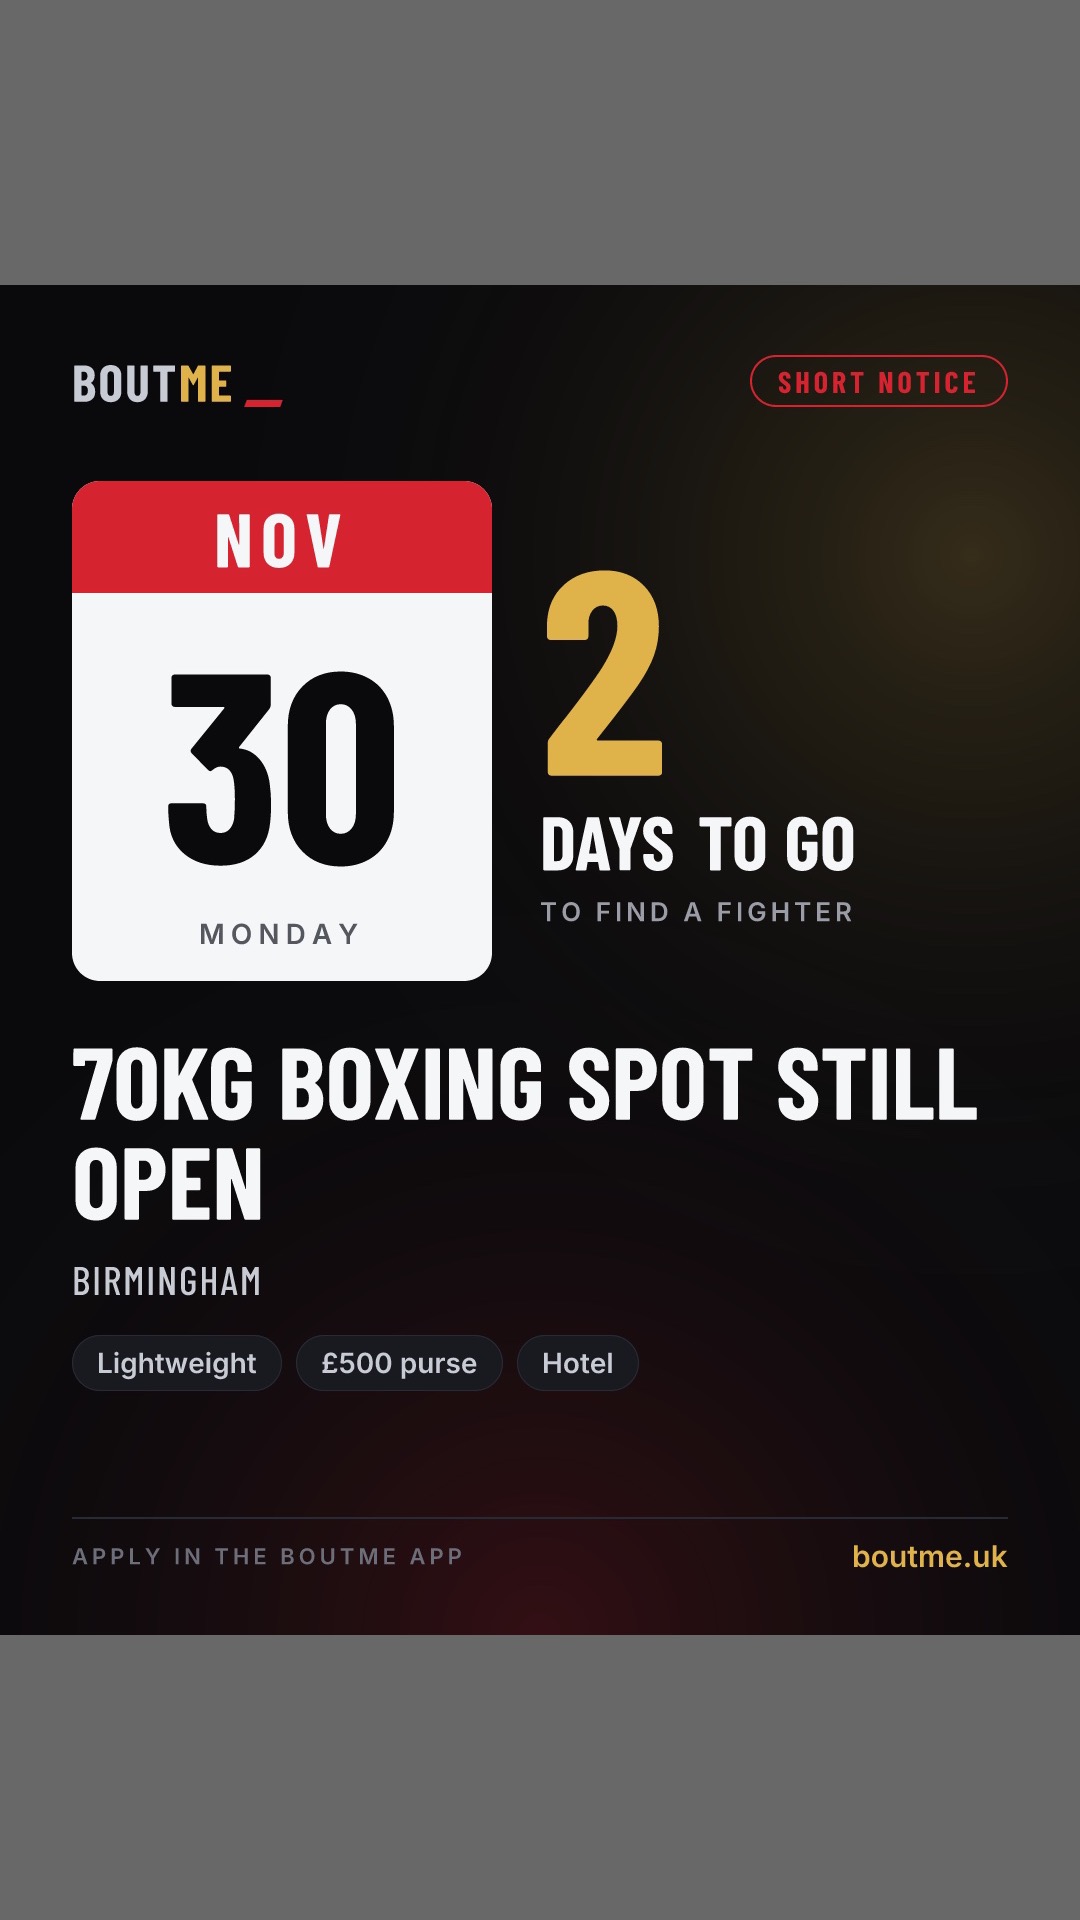 BOUTME
SHORT NOTICE
NOV
30
MONDAY
2
DAYS TO GO
TO FIND A FIGHTER
70KG BOXING SPOT STILL
OPEN
BIRMINGHAM
Lightweight
£500 purse
Hotel
APPLY IN THE BOUTME APP
boutme.uk